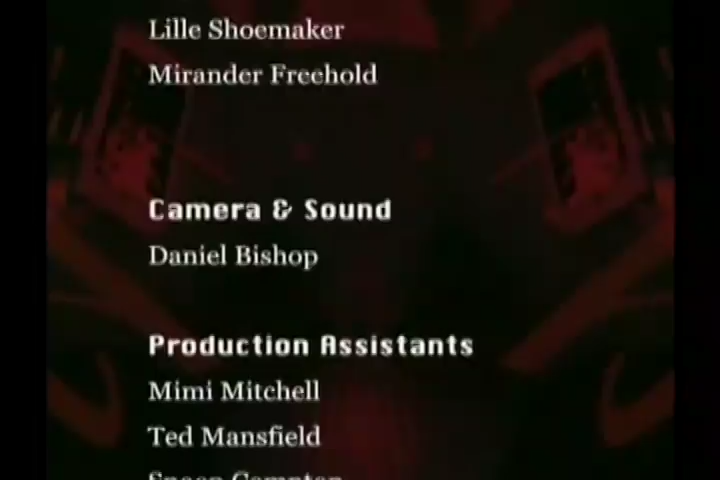 Lille Shoemaker
Mirander Freehold
Camera & Sound
Daniel Bishop
Production Assistants
Mimi Mitchell
Ted Mansfield